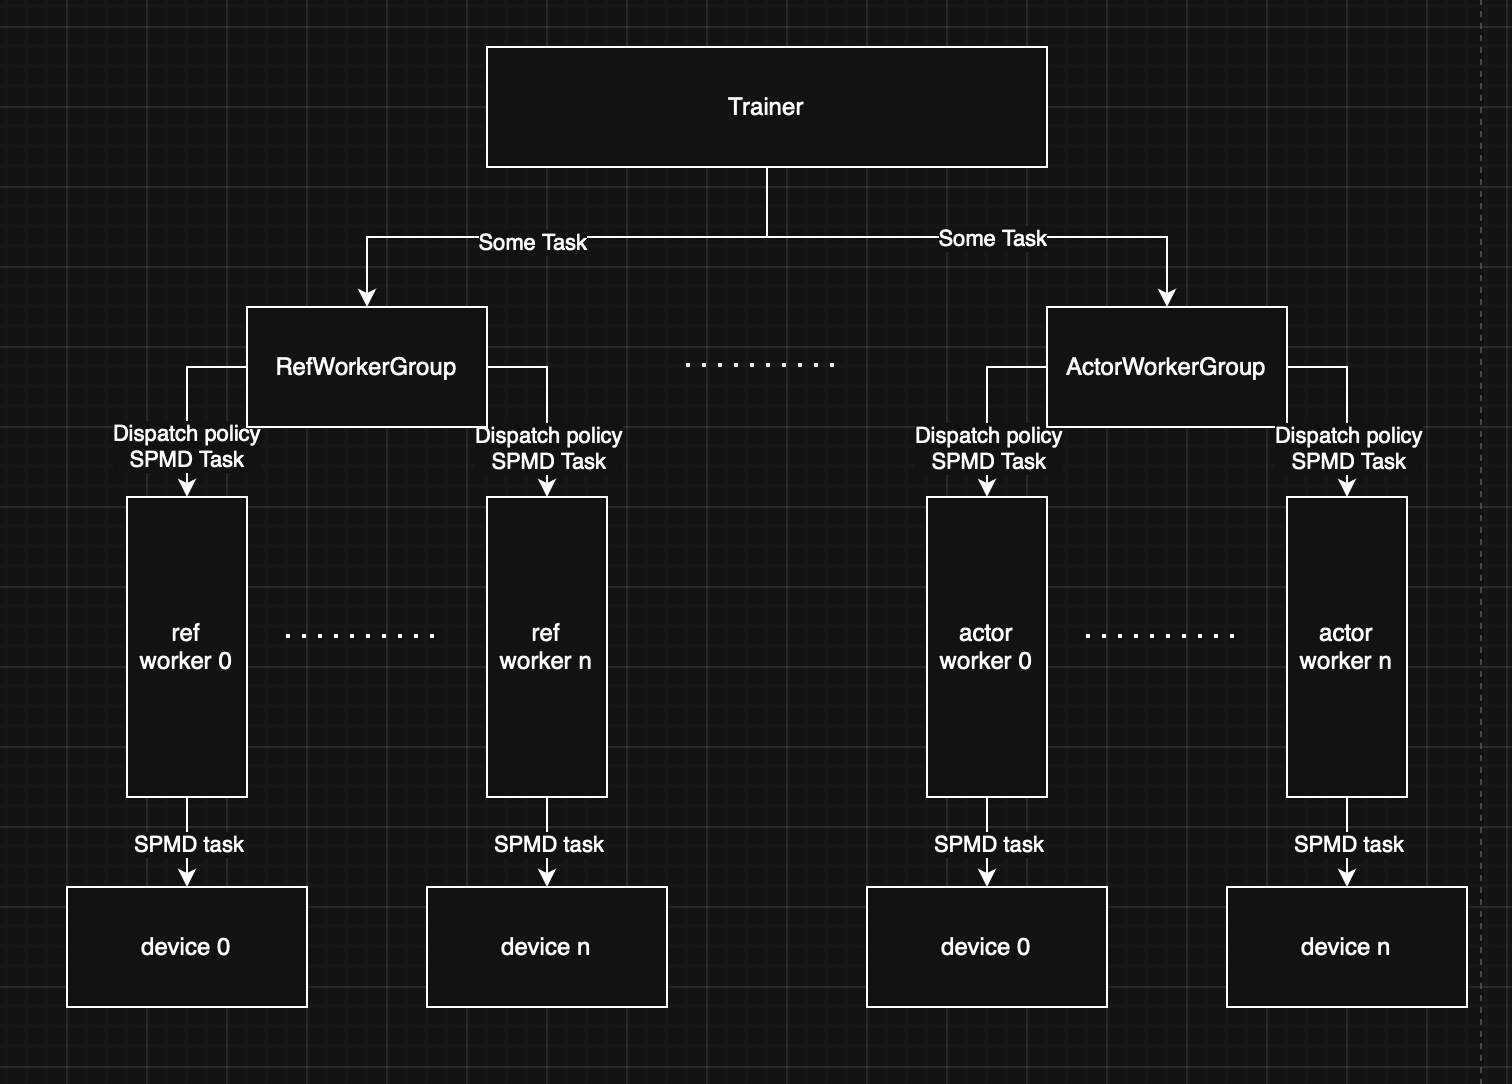 Trainer
Some Task
Some Task
RefWorkerGroup
ActorWorkerGroup
Dispatch policy
SPMD Task
Dispatch policy
SPMD Task
Dispatch policy
SPMD Task
Dispatch policy
SPMD Task
ref
worker 0
ref
worker n
actor
worker 0
actor
worker n
SPMD task
SPMD task
SPMD task
SPMD task
device 0
device n
device 0
device n